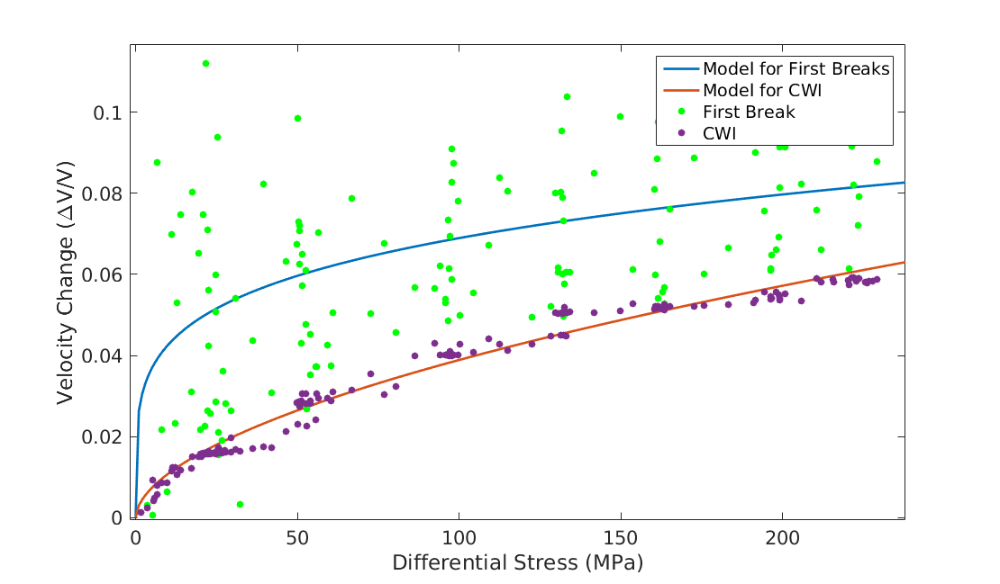 Velocity Change (ΔV/V)
0.1
0.08
0.06
0.04
0.02
0
0 50 100 150 200
Differential Stress (MPa)
Model for First Breaks
Model for CWI
First Break
CWI